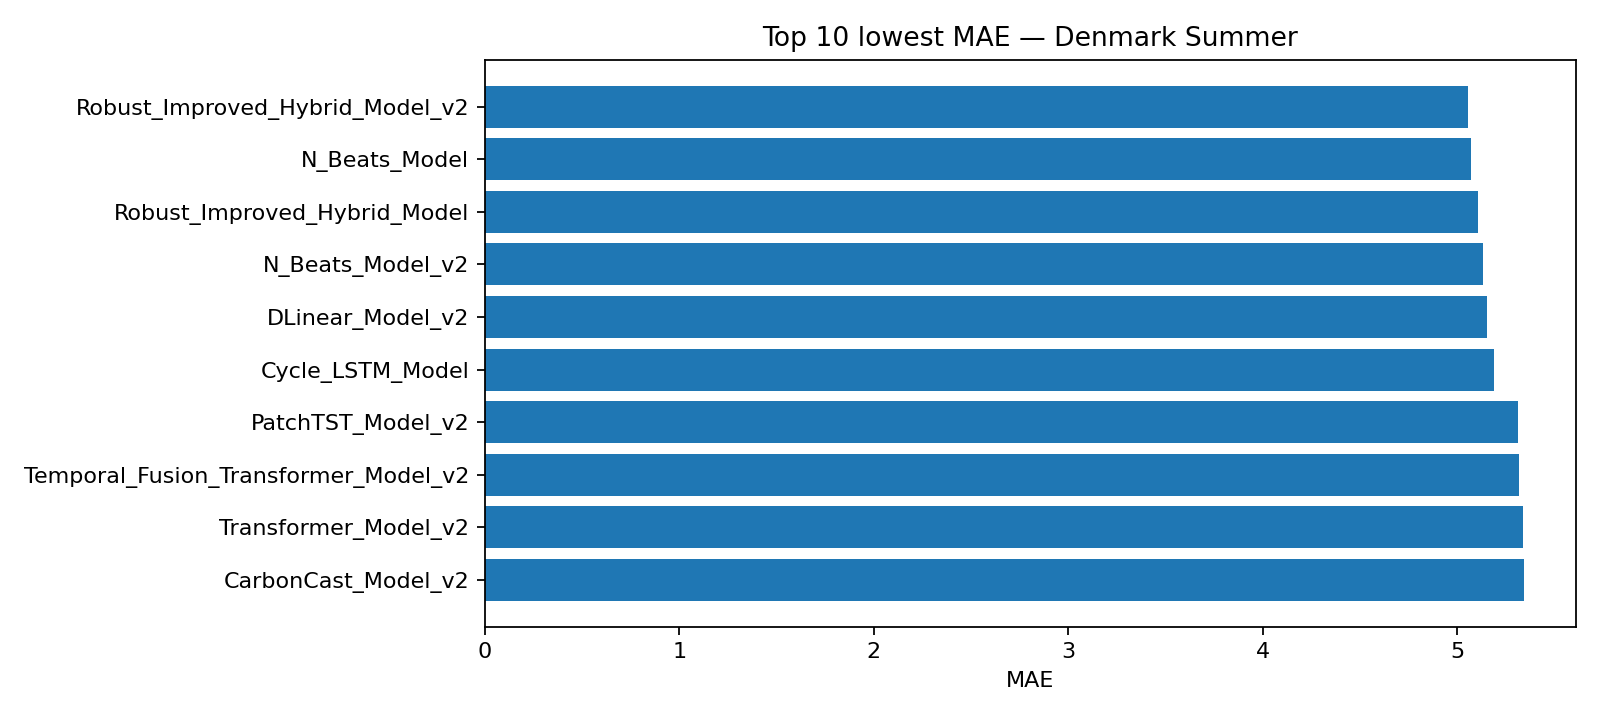 Top 10 lowest MAE — Denmark Summer
Robust_Improved_Hybrid_Model_v2
N_Beats_Model
Robust_Improved_Hybrid_Model
N_Beats_Model_v2
DLinear_Model_v2
Cycle_LSTM_Model
PatchTST_Model_v2
Temporal_Fusion_Transformer_Model_v2
Transformer_Model_v2
CarbonCast_Model_v2
0 1 2 3 4 5
MAE